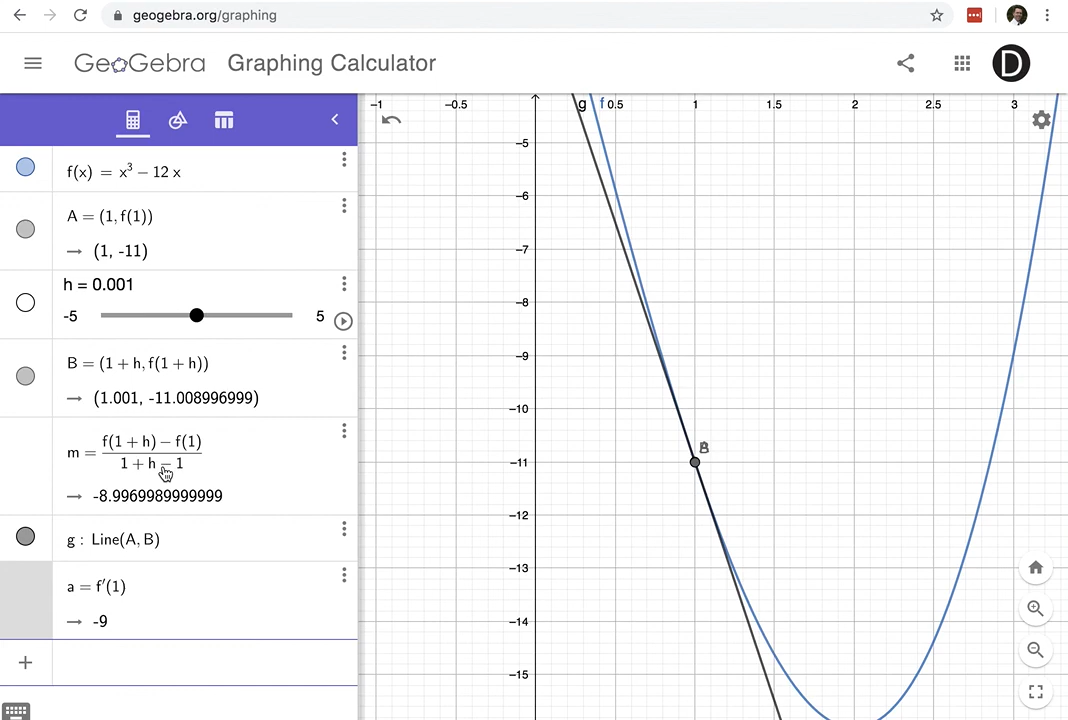 geogebra.org/graphing
GeoGebra Graphing Calculator
D
f(x) = x³ − 12 x
A = (1, f(1))
→ (1, -11)
h = 0.001
-5 5
B = (1 + h, f(1 + h))
→ (1.001, -11.008996999)
m = f(1 + h) − f(1) / 1 + h − 1
→ -8.9969989999999
g : Line(A, B)
a = f′(1)
→ -9
g f
−1 −0.5 0.5 1 1.5 2 2.5 3
−5
−6
−7
−8
−9
−10
B
−11
−12
−13
−14
−15